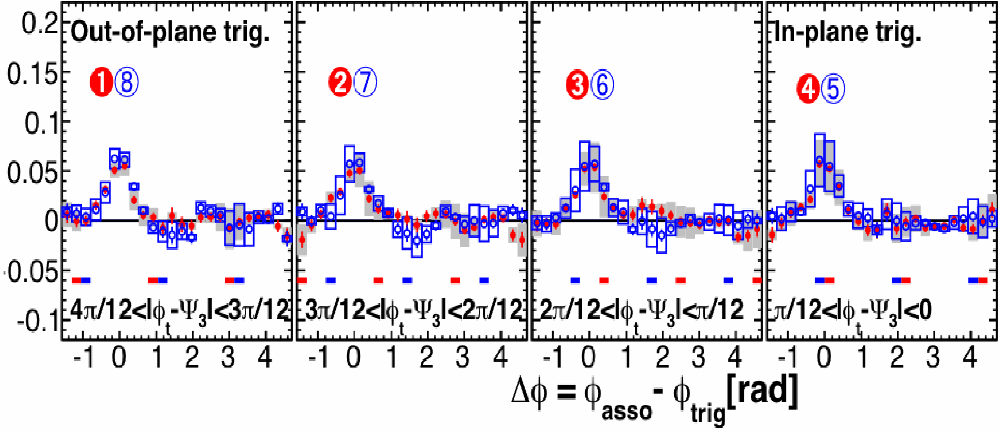 0.2
0.15
0.1
0.05
0
-0.05
-0.1
Out-of-plane trig.
1 8
4π/12<|ϕt-Ψ3|<3π/12
-1 0 1 2 3 4
2 7
3π/12<|ϕt-Ψ3|<2π/12
-1 0 1 2 3 4
3 6
2π/12<|ϕt-Ψ3|<π/12
-1 0 1 2 3 4
In-plane trig.
4 5
π/12<|ϕt-Ψ3|<0
-1 0 1 2 3 4
Δϕ = ϕasso - ϕtrig [rad]